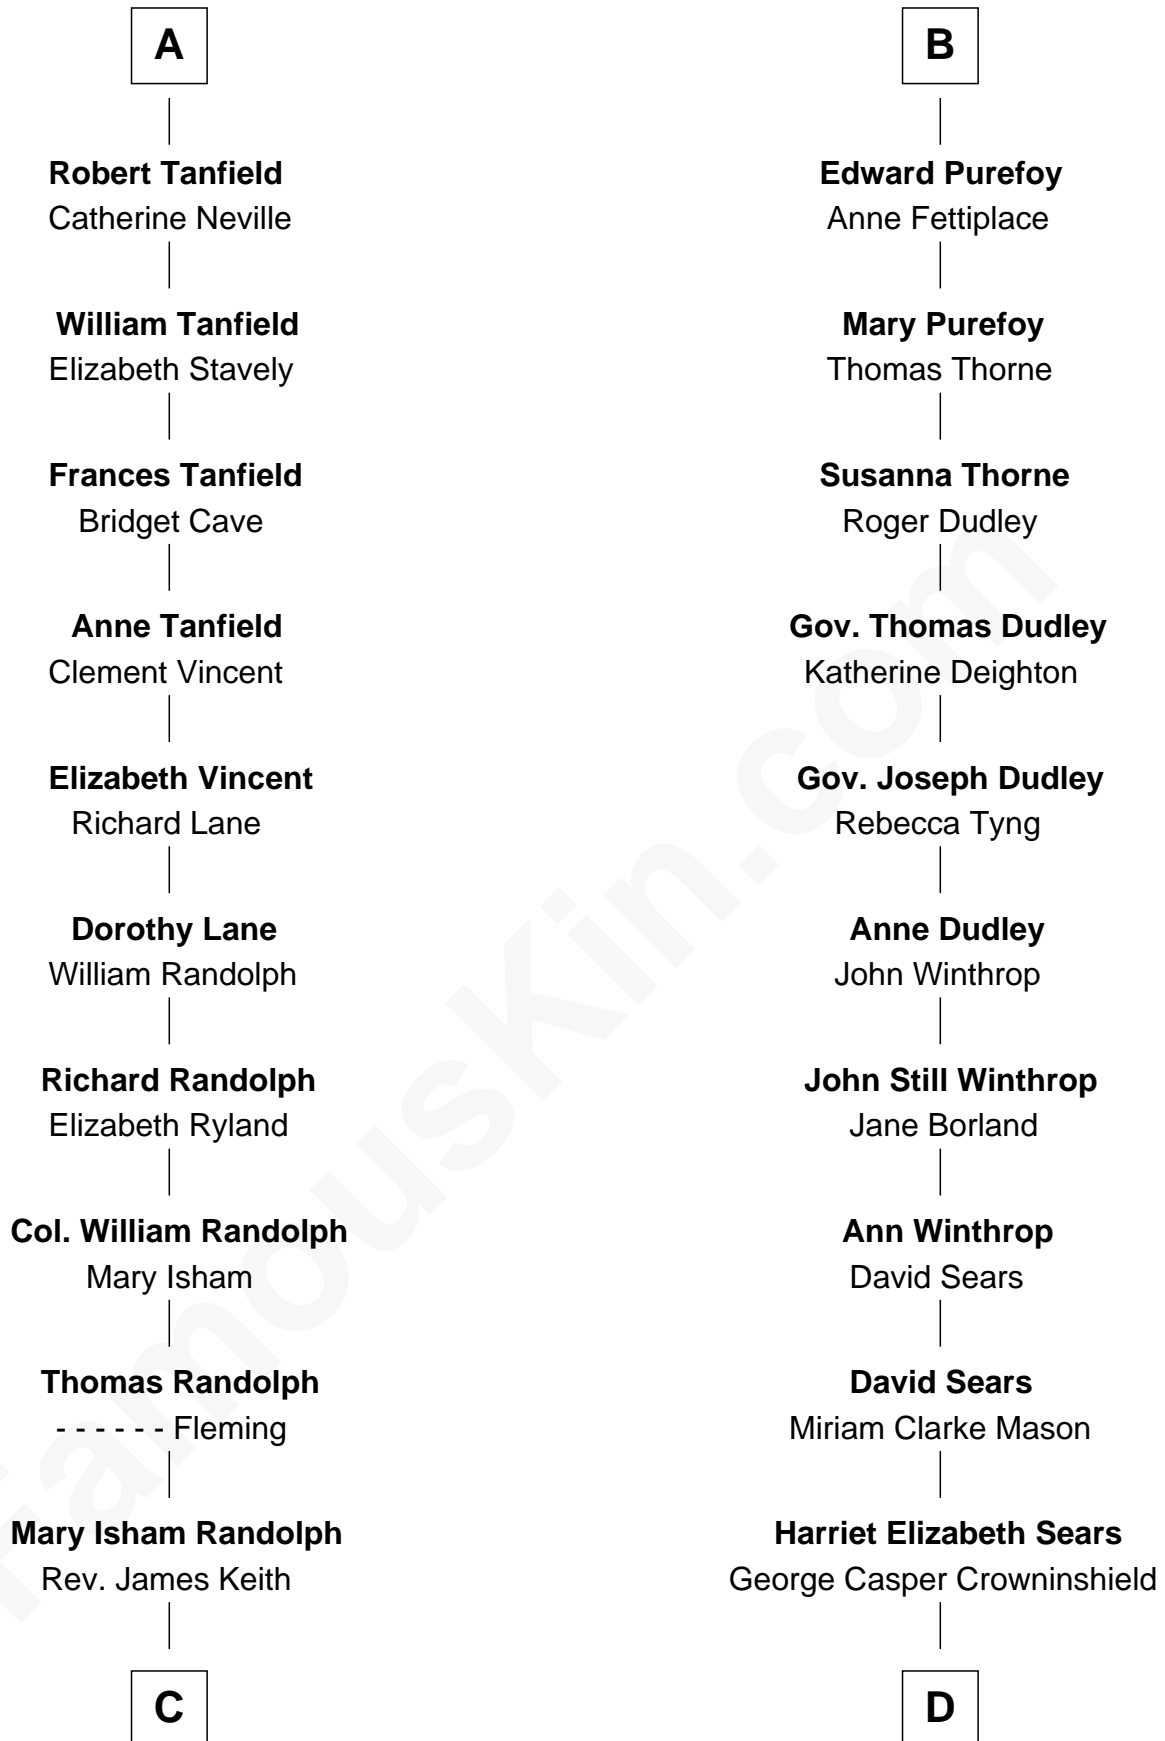 A
Robert Tanfield
Catherine Neville
William Tanfield
Elizabeth Stavely
Frances Tanfield
Bridget Cave
Anne Tanfield
Clement Vincent
Elizabeth Vincent
Richard Lane
Dorothy Lane
William Randolph
Richard Randolph
Elizabeth Ryland
Col. William Randolph
Mary Isham
Thomas Randolph
- - - - - - Fleming
Mary Isham Randolph
Rev. James Keith
C
B
Edward Purefoy
Anne Fettiplace
Mary Purefoy
Thomas Thorne
Susanna Thorne
Roger Dudley
Gov. Thomas Dudley
Katherine Deighton
Gov. Joseph Dudley
Rebecca Tyng
Anne Dudley
John Winthrop
John Still Winthrop
Jane Borland
Ann Winthrop
David Sears
David Sears
Miriam Clarke Mason
Harriet Elizabeth Sears
George Casper Crowninshield
D
FamousKin.com